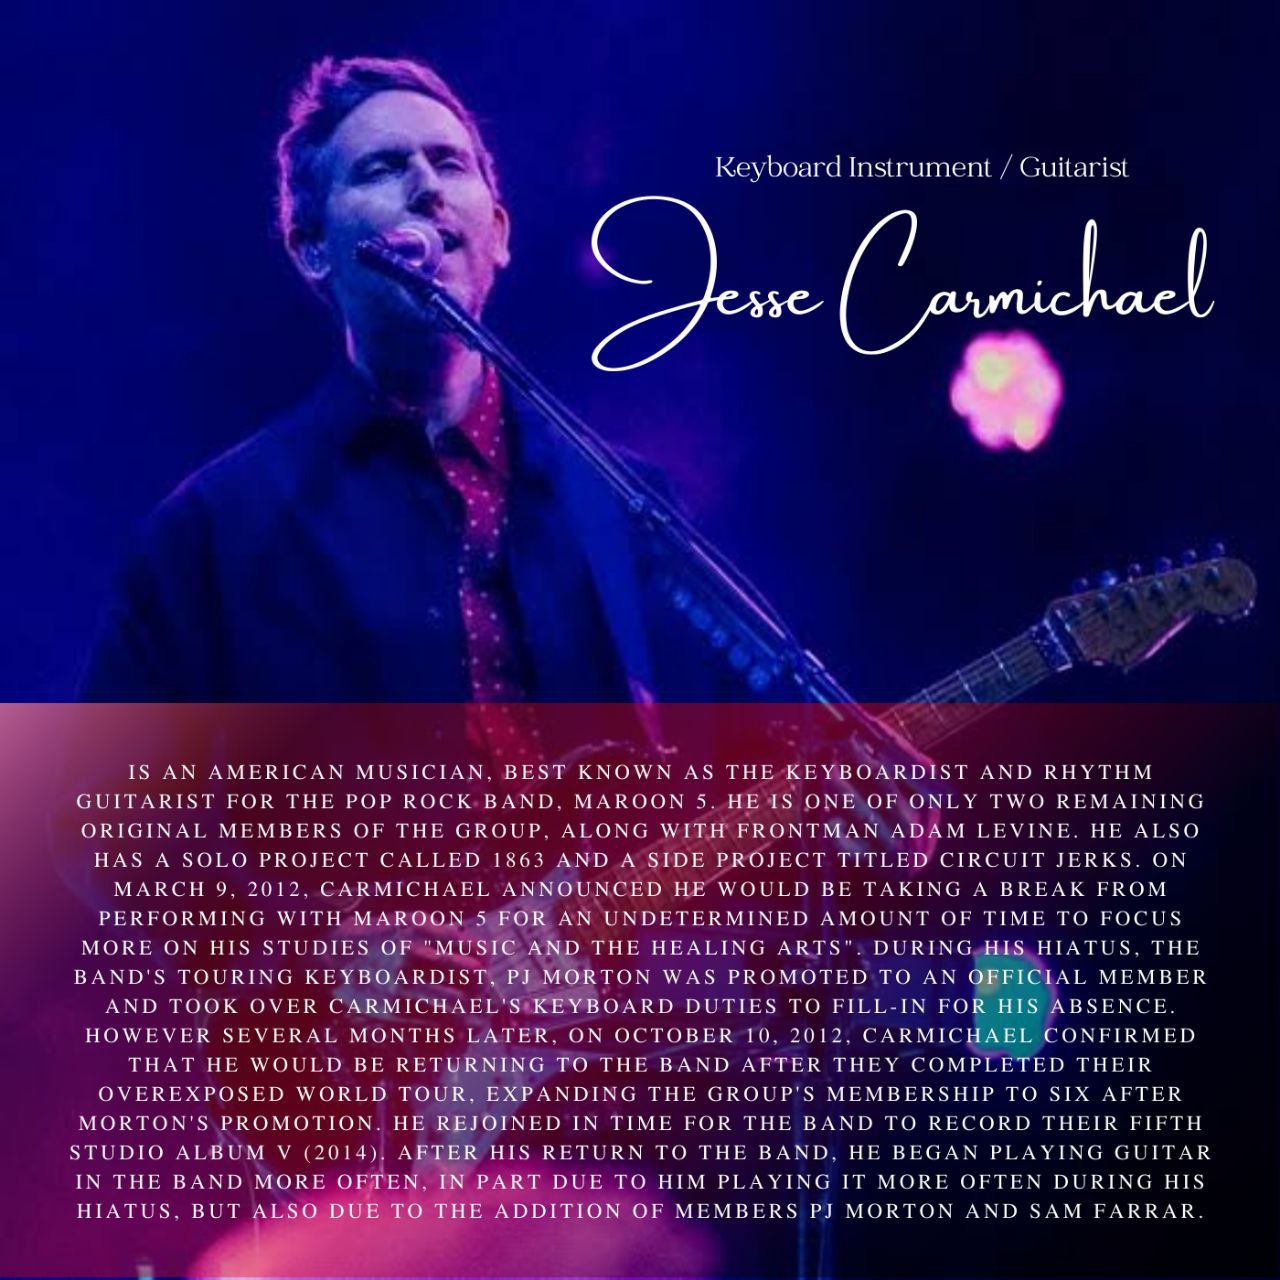 Keyboard Instrument / Guitarist
Jesse Carmichael
IS AN AMERICAN MUSICIAN, BEST KNOWN AS THE KEYBOARDIST AND RHYTHM
GUITARIST FOR THE POP ROCK BAND, MAROON 5. HE IS ONE OF ONLY TWO REMAINING
ORIGINAL MEMBERS OF THE GROUP, ALONG WITH FRONTMAN ADAM LEVINE. HE ALSO
HAS A SOLO PROJECT CALLED 1863 AND A SIDE PROJECT TITLED CIRCUIT JERKS. ON
MARCH 9, 2012, CARMICHAEL ANNOUNCED HE WOULD BE TAKING A BREAK FROM
PERFORMING WITH MAROON 5 FOR AN UNDETERMINED AMOUNT OF TIME TO FOCUS
MORE ON HIS STUDIES OF "MUSIC AND THE HEALING ARTS". DURING HIS HIATUS, THE
BAND'S TOURING KEYBOARDIST, PJ MORTON WAS PROMOTED TO AN OFFICIAL MEMBER
AND TOOK OVER CARMICHAEL'S KEYBOARD DUTIES TO FILL-IN FOR HIS ABSENCE.
HOWEVER SEVERAL MONTHS LATER, ON OCTOBER 10, 2012, CARMICHAEL CONFIRMED
THAT HE WOULD BE RETURNING TO THE BAND AFTER THEY COMPLETED THEIR
OVEREXPOSED WORLD TOUR, EXPANDING THE GROUP'S MEMBERSHIP TO SIX AFTER
MORTON'S PROMOTION. HE REJOINED IN TIME FOR THE BAND TO RECORD THEIR FIFTH
STUDIO ALBUM V (2014). AFTER HIS RETURN TO THE BAND, HE BEGAN PLAYING GUITAR
IN THE BAND MORE OFTEN, IN PART DUE TO HIM PLAYING IT MORE OFTEN DURING HIS
HIATUS, BUT ALSO DUE TO THE ADDITION OF MEMBERS PJ MORTON AND SAM FARRAR.